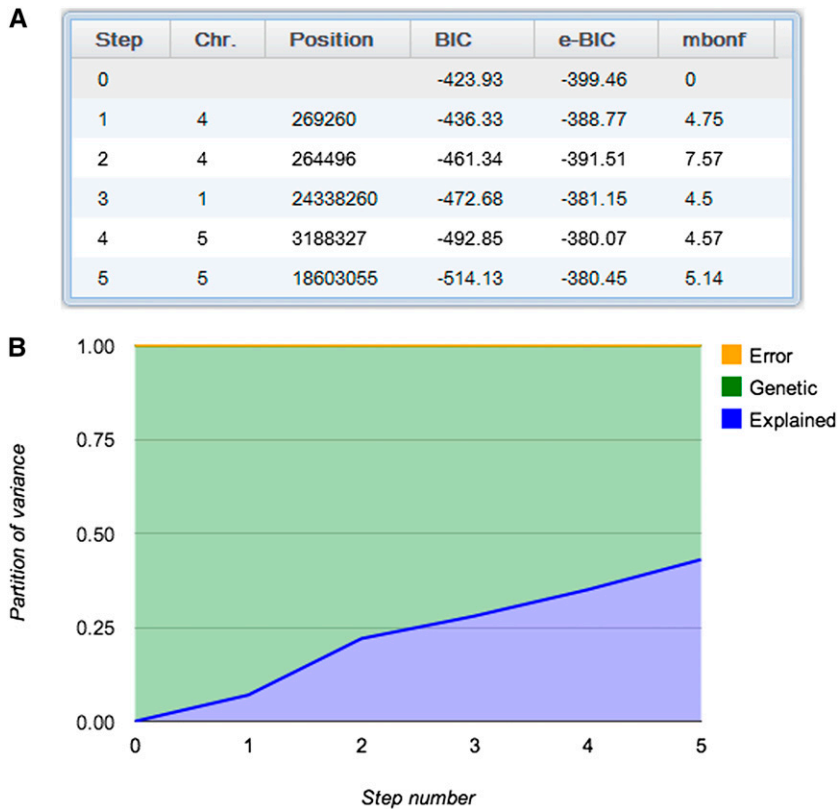 A
Step Chr. Position BIC e-BIC mbonf
0 -423.93 -399.46 0
1 4 269260 -436.33 -388.77 4.75
2 4 264496 -461.34 -391.51 7.57
3 1 24338260 -472.68 -381.15 4.5
4 5 3188327 -492.85 -380.07 4.57
5 5 18603055 -514.13 -380.45 5.14
B
Partition of variance
1.00
0.75
0.50
0.25
0.00
0 1 2 3 4 5
Step number
Error
Genetic
Explained